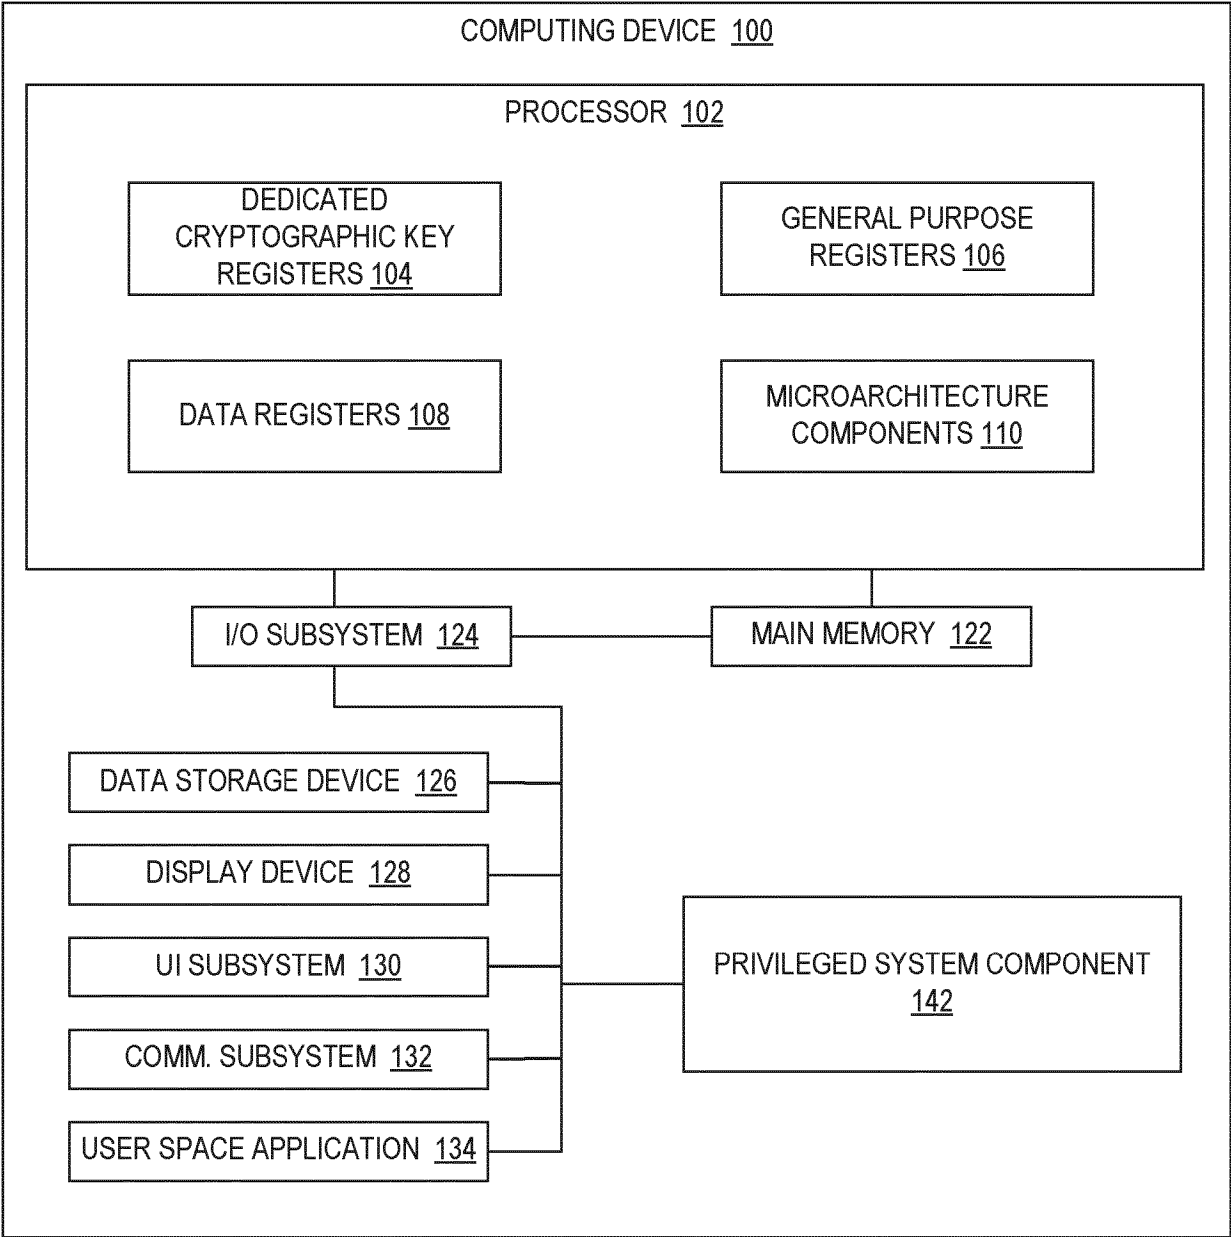 COMPUTING DEVICE 100
PROCESSOR 102
DEDICATED
CRYPTOGRAPHIC KEY
REGISTERS 104
GENERAL PURPOSE
REGISTERS 106
DATA REGISTERS 108
MICROARCHITECTURE
COMPONENTS 110
I/O SUBSYSTEM 124
MAIN MEMORY 122
DATA STORAGE DEVICE 126
DISPLAY DEVICE 128
UI SUBSYSTEM 130
COMM. SUBSYSTEM 132
USER SPACE APPLICATION 134
PRIVILEGED SYSTEM COMPONENT
142